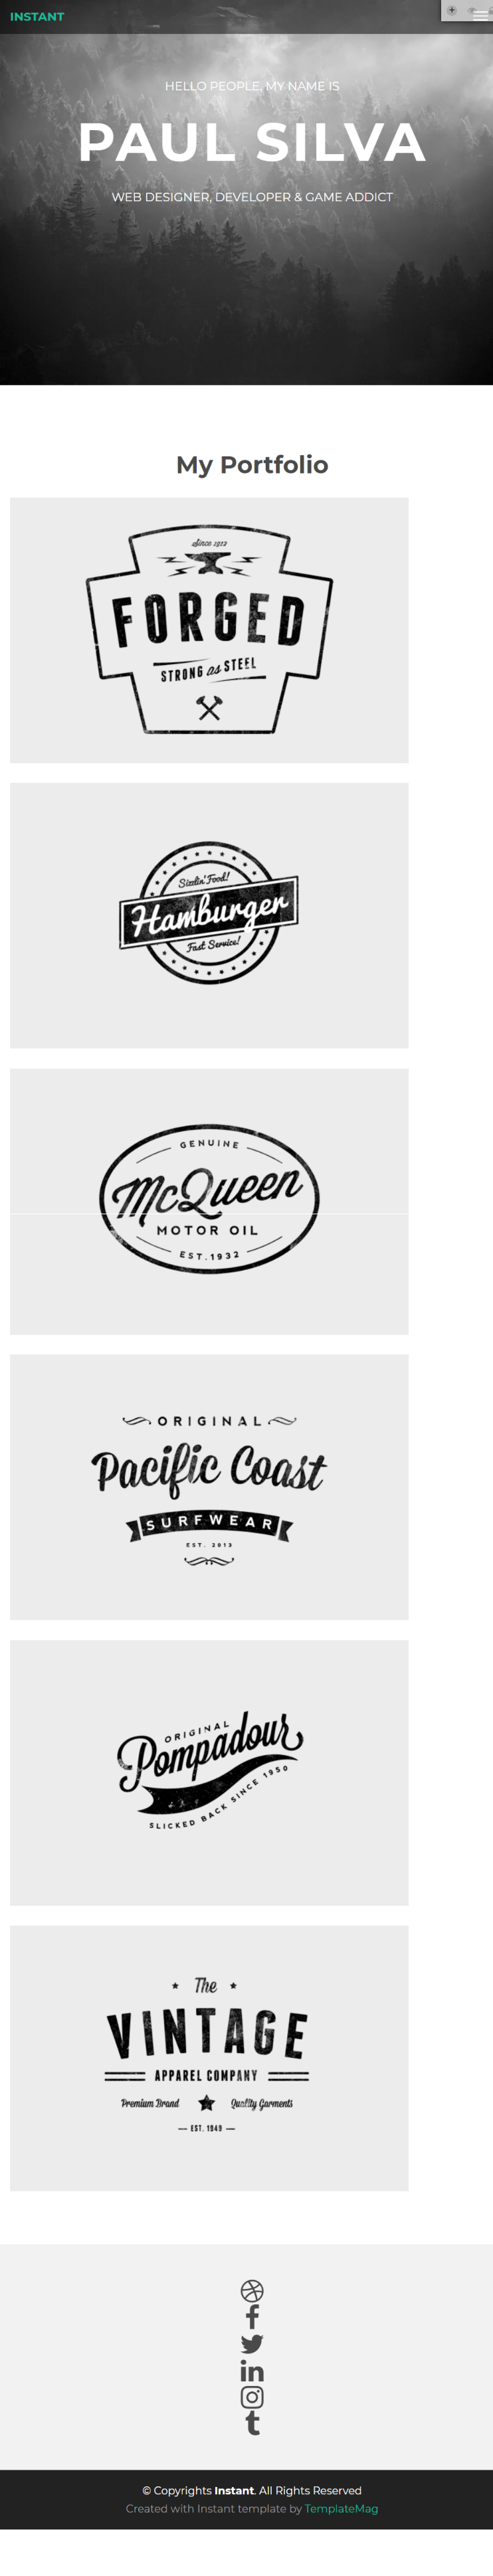 INSTANT
HELLO PEOPLE, MY NAME IS
PAUL SILVA
WEB DESIGNER, DEVELOPER & GAME ADDICT
My Portfolio
Since 1912
FORGED
STRONG as STEEL
Sizzlin' Food!
Hamburger
Fast Service!
GENUINE
McQueen
MOTOR OIL
EST. 1932
ORIGINAL
Pacific Coast
SURFWEAR
EST. 2013
ORIGINAL
Pompadour
SLICKED BACK SINCE 1950
The
VINTAGE
APPAREL COMPANY
Premium Brand Quality Garments
EST. 1949
© Copyrights Instant. All Rights Reserved
Created with Instant template by TemplateMag